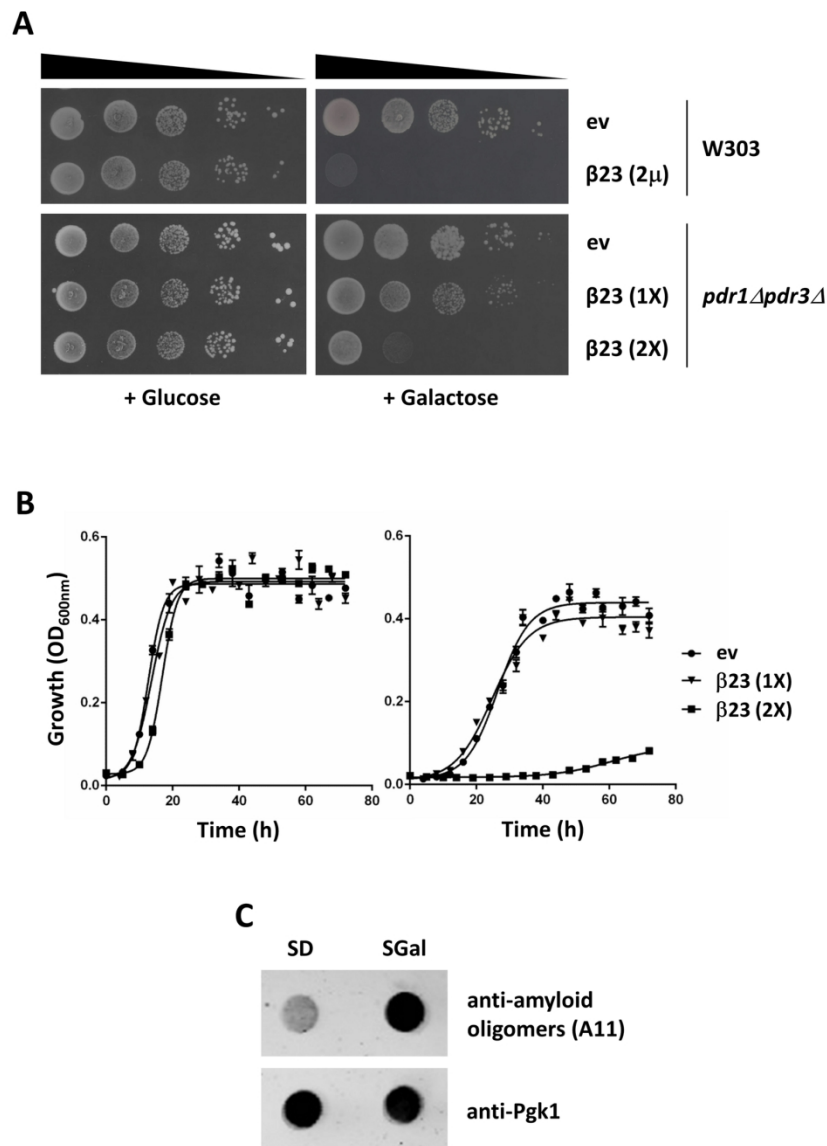 A
ev
W303
β23 (2μ)
ev
β23 (1X)
pdr1Δpdr3Δ
β23 (2X)
+ Glucose
+ Galactose
B
Growth (OD600nm)
0.6
0.4
0.2
0.0
0
20
40
60
80
Time (h)
0.6
0.4
0.2
0.0
0
20
40
60
80
Time (h)
ev
β23 (1X)
β23 (2X)
C
SD
SGal
anti-amyloid
oligomers (A11)
anti-Pgk1